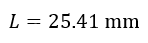 L = 25.41 mm